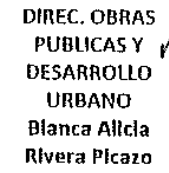 DIREC. OBRAS
PUBLICAS Y
DESARROLLO
URBANO
Blanca Alicia
Rivera Picazo